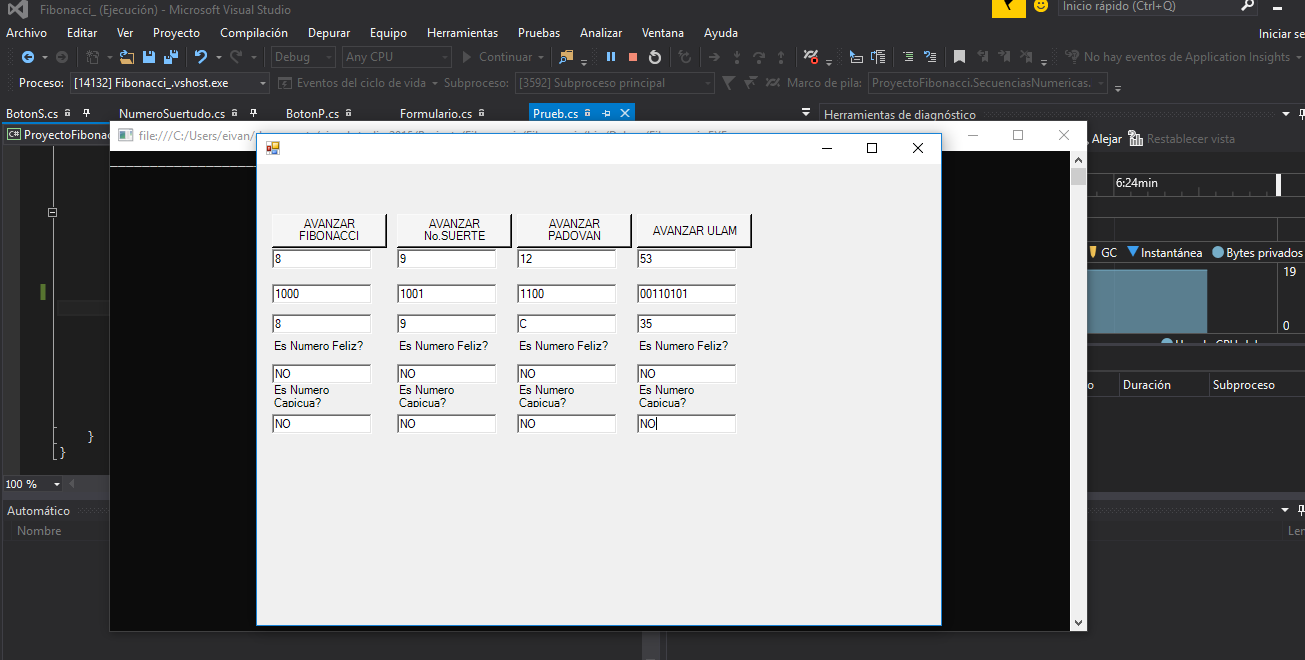 Fibonacci_ (Ejecución) - Microsoft Visual Studio
Inicio rápido (Ctrl+Q)
Archivo Editar Ver Proyecto Compilación Depurar Equipo Herramientas Pruebas Analizar Ventana Ayuda
Iniciar se
Debug Any CPU Continuar No hay eventos de Application Insights
Proceso: [14132] Fibonacci_.vshost.exe Eventos del ciclo de vida Subproceso: [3592] Subproceso principal Marco de pila: ProyectoFibonacci.SecuenciasNumericas.
BotonS.cs NumeroSuertudo.cs BotonP.cs Formulario.cs Prueb.cs
Herramientas de diagnóstico
C# ProyectoFibonac
file:///C:/Users/eivan/
Alejar Restablecer vista
6:24min
GC Instantánea Bytes privados
19
0
AVANZAR FIBONACCI
AVANZAR No.SUERTE
AVANZAR PADOVAN
AVANZAR ULAM
8 9 12 53
1000 1001 1100 00110101
8 9 C 35
Es Numero Feliz? Es Numero Feliz? Es Numero Feliz? Es Numero Feliz?
NO NO NO NO
Es Numero Capicua? Es Numero Capicua? Es Numero Capicua? Es Numero Capicua?
NO NO NO NO
Duración Subproceso
}
}
100 %
Automático
Nombre
Len